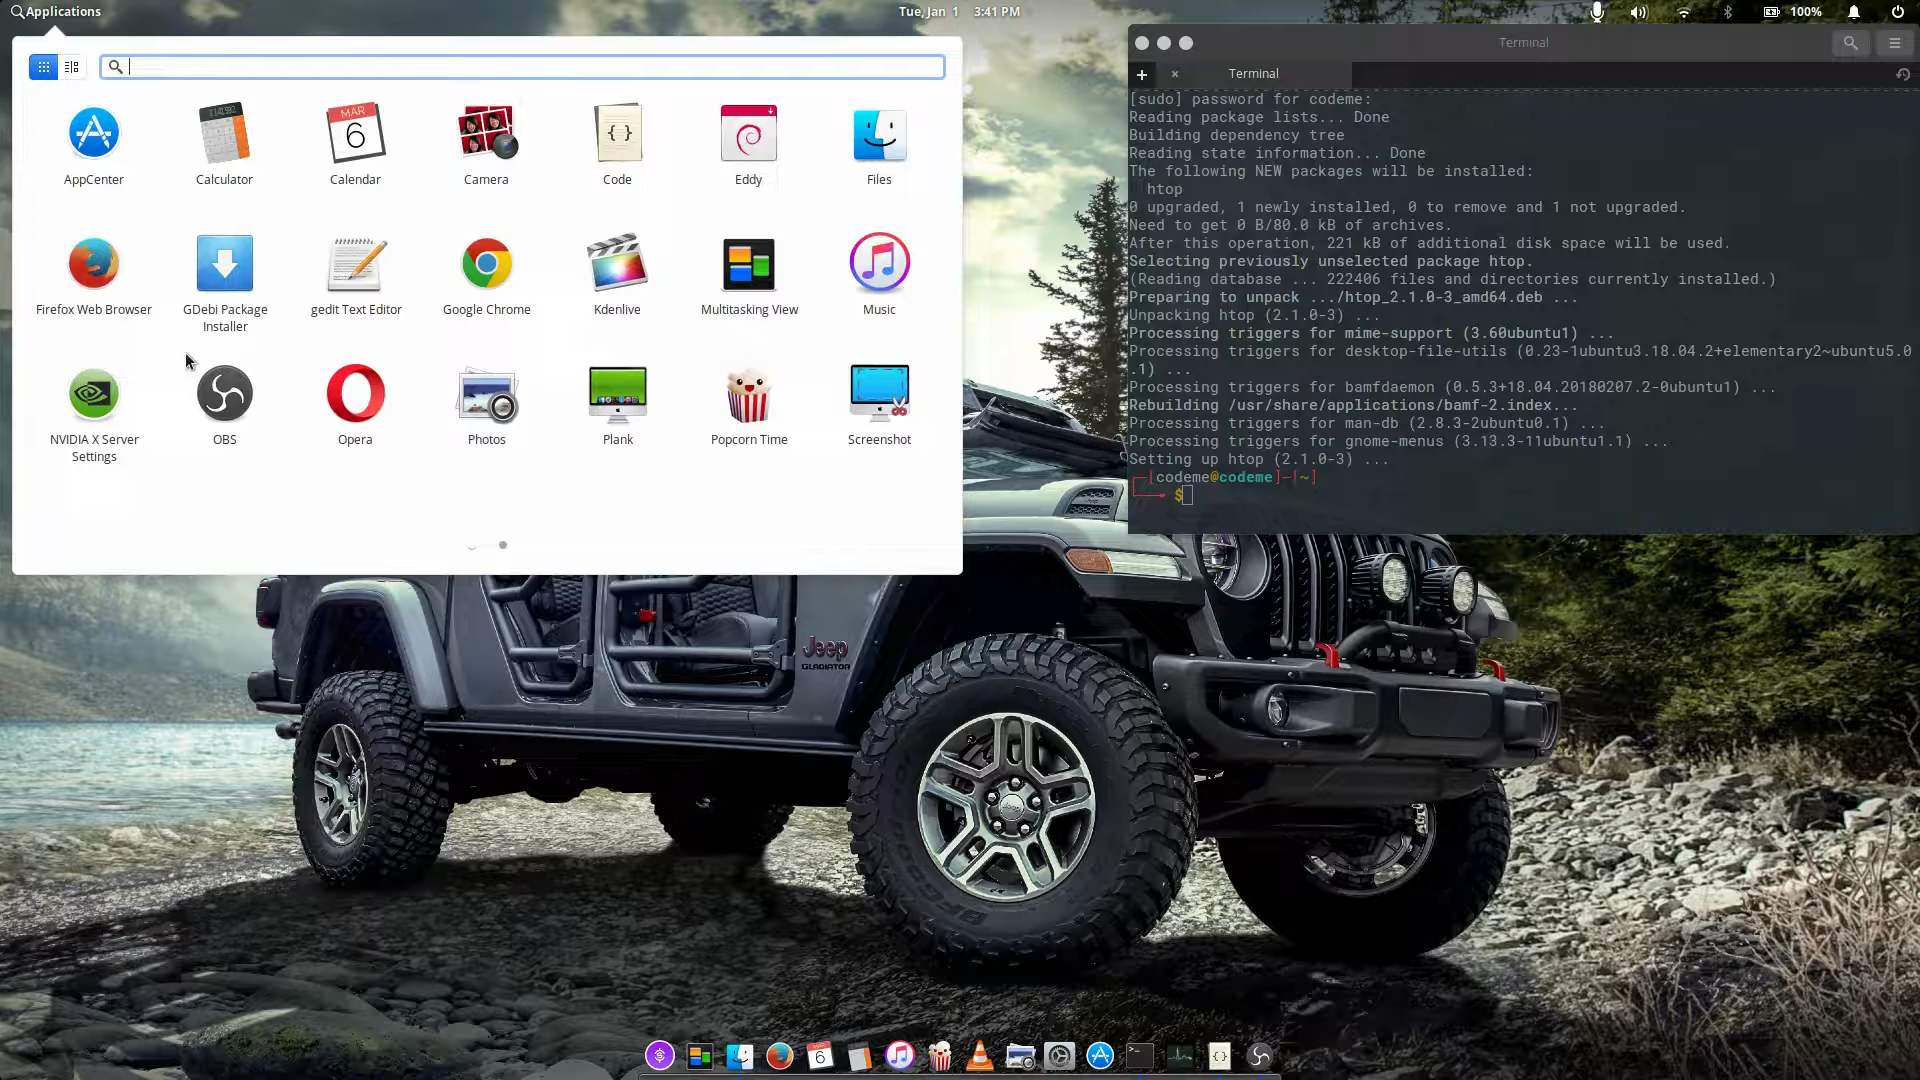 Applications
Tue, Jan 1 3:41 PM
100%
AppCenter
MAR
6
Calculator
Calendar
Camera
Code
Eddy
Files
Firefox Web Browser
GDebi Package
Installer
gedit Text Editor
Google Chrome
Kdenlive
Multitasking View
Music
NVIDIA X Server
Settings
OBS
Opera
Photos
Plank
Popcorn Time
Screenshot
Terminal
Terminal
[sudo] password for codeme:
Reading package lists... Done
Building dependency tree
Reading state information... Done
The following NEW packages will be installed:
htop
0 upgraded, 1 newly installed, 0 to remove and 1 not upgraded.
Need to get 0 B/80.0 kB of archives.
After this operation, 221 kB of additional disk space will be used.
Selecting previously unselected package htop.
(Reading database ... 222406 files and directories currently installed.)
Preparing to unpack .../htop_2.1.0-3_amd64.deb ...
Unpacking htop (2.1.0-3) ...
Processing triggers for mime-support (3.60ubuntu1) ...
Processing triggers for desktop-file-utils (0.23-1ubuntu3.18.04.2+elementary2~ubuntu5.0
.1) ...
Processing triggers for bamfdaemon (0.5.3+18.04.20180207.2-0ubuntu1) ...
Rebuilding /usr/share/applications/bamf-2.index...
Processing triggers for man-db (2.8.3-2ubuntu0.1) ...
Processing triggers for gnome-menus (3.13.3-11ubuntu1.1) ...
Setting up htop (2.1.0-3) ...
┌─[codeme@codeme]─[~]
└──╼ $
Jeep
GLADIATOR
6